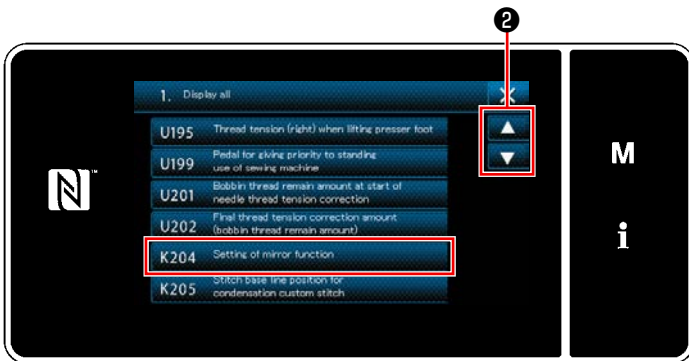 ❷
1. Display all
U195 Thread tension (right) when lifting presser foot
U199 Pedal for giving priority to standing
use of sewing machine
U201 Bobbin thread remain amount at start of
needle thread tension correction
U202 Final thread tension correction amount
(bobbin thread remain amount)
K204 Setting of mirror function
K205 Stitch base line position for
condensation custom stitch
M
i
N